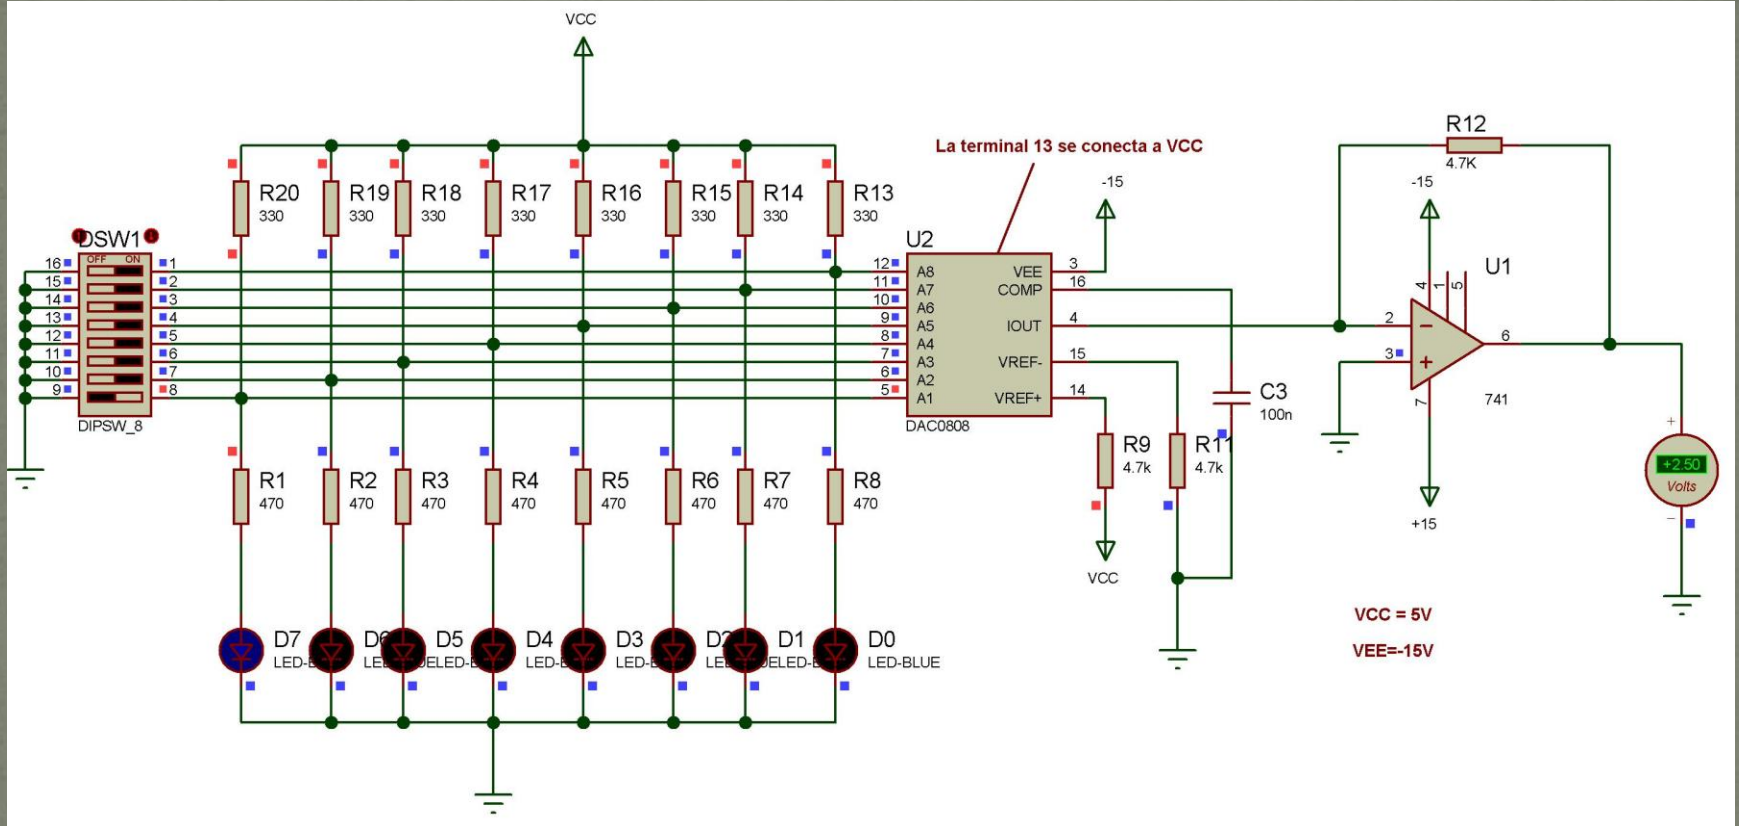 VCC
La terminal 13 se conecta a VCC
R12
4.7K
-15
-15
R20
330
R19
330
R18
330
R17
330
R16
330
R15
330
R14
330
R13
330
DSW1
OFF ON
16 1
15 2
14 3
13 4
12 5
11 6
10 7
9 8
DIPSW_8
U2
12 A8 VEE 3
11 A7 COMP 16
10 A6
9 A5 IOUT 4
8 A4
7 A3 VREF- 15
6 A2
5 A1 VREF+ 14
DAC0808
U1
4 1 5
2
3
6
7
741
C3
100n
R9
4.7k
R11
4.7k
+
+2.50
Volts
-
R1
470
R2
470
R3
470
R4
470
R5
470
R6
470
R7
470
R8
470
+15
VCC
VCC = 5V
VEE=-15V
D7
D6
D5
D4
D3
D2
D1
D0
LED-BLUE